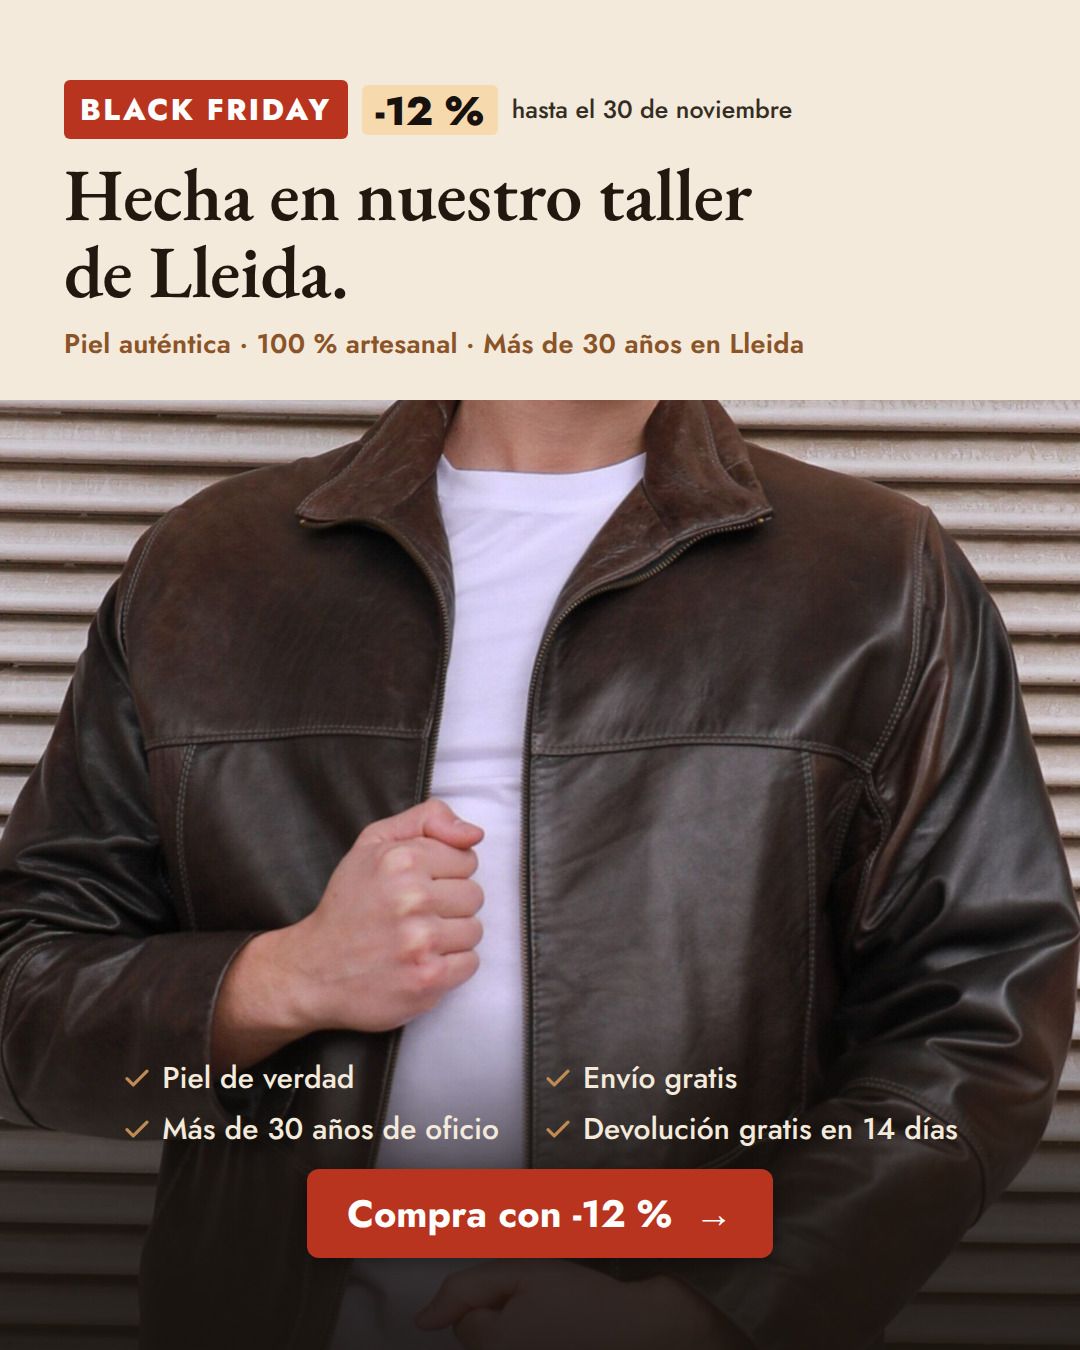 BLACK FRIDAY -12 % hasta el 30 de noviembre
Hecha en nuestro taller
de Lleida.
Piel auténtica · 100 % artesanal · Más de 30 años en Lleida
✓ Piel de verdad ✓ Envío gratis
✓ Más de 30 años de oficio ✓ Devolución gratis en 14 días
Compra con -12 % →